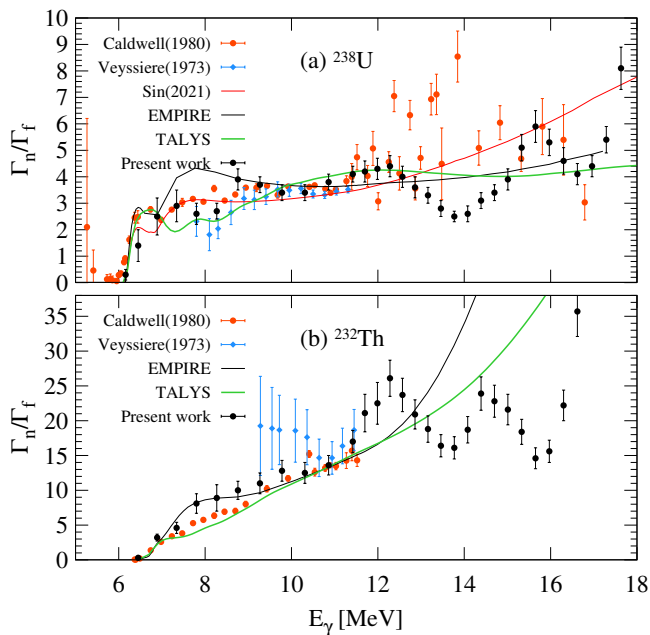 10
9
8
7
6
5
4
3
2
1
0
Γn/Γf
Caldwell(1980)
Veyssiere(1973)
Sin(2021)
EMPIRE
TALYS
Present work
(a) ²³⁸U
35
30
25
20
15
10
5
0
Γn/Γf
Caldwell(1980)
Veyssiere(1973)
EMPIRE
TALYS
Present work
(b) ²³²Th
6 8 10 12 14 16 18
Eγ [MeV]